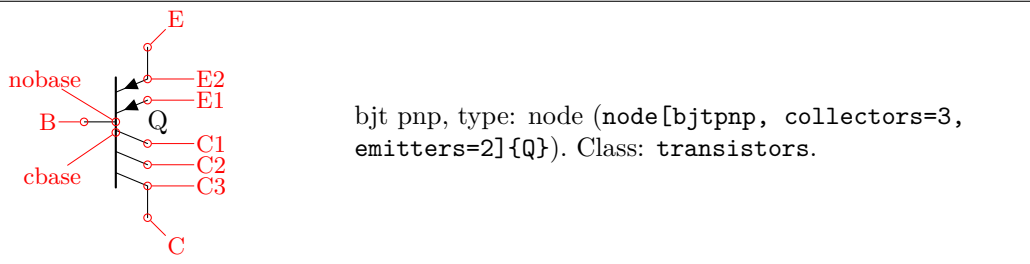 E
nobase
E2
E1
B
Q
C1
C2
cbase
C3
C
bjt pnp, type: node (node[bjtpnp, collectors=3,
emitters=2]{Q}). Class: transistors.